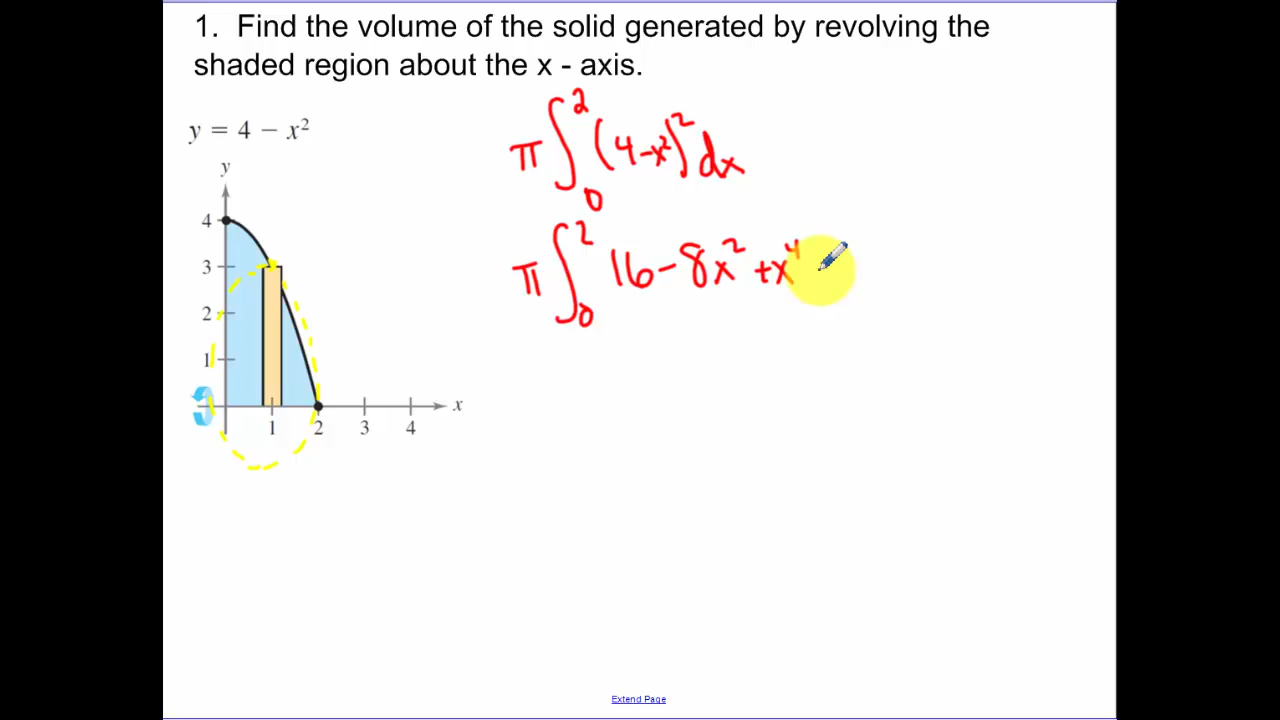 1. Find the volume of the solid generated by revolving the
shaded region about the x - axis.
y = 4 − x²
π∫₀² (4-x²)² dx
π∫₀² 16-8x²+x⁴
y
4
3
2
1
1 2 3 4 x
Extend Page